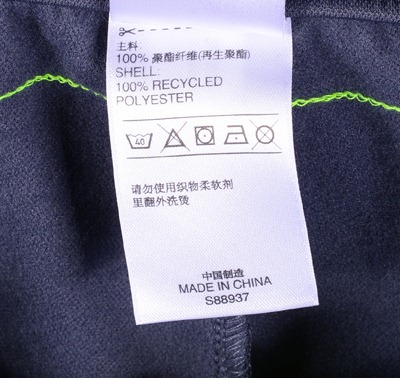 主料:
100% 聚酯纤维(再生聚酯)
SHELL:
100% RECYCLED
POLYESTER
40
请勿使用织物柔软剂
里翻外洗烫
中国制造
MADE IN CHINA
S88937